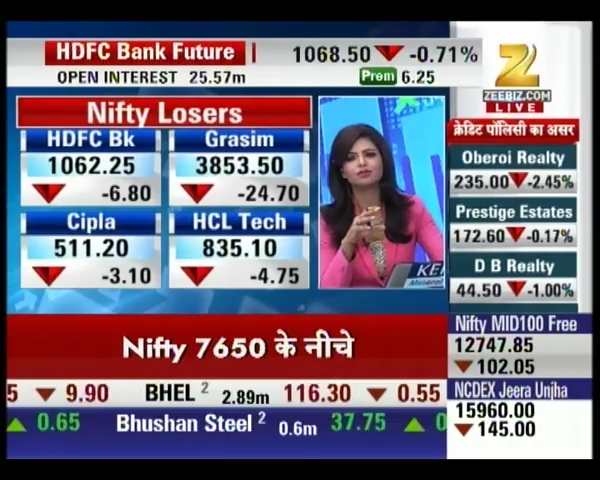 HDFC Bank Future
1068.50 -0.71%
OPEN INTEREST 25.57m
Prem 6.25
ZEEBIZ.COM
LIVE
Nifty Losers
HDFC Bk
1062.25
-6.80
Grasim
3853.50
-24.70
Cipla
511.20
-3.10
HCL Tech
835.10
-4.75
क्रेडिट पॉलिसी का असर
Oberoi Realty
235.00 -2.45%
Prestige Estates
172.60 -0.17%
D B Realty
44.50 -1.00%
Nifty 7650 के नीचे
Nifty MID100 Free
12747.85
102.05
NCDEX Jeera Unjha
15960.00
145.00
5 9.90 BHEL 2 2.89m 116.30 0.55
0.65 Bhushan Steel 2 0.6m 37.75 0